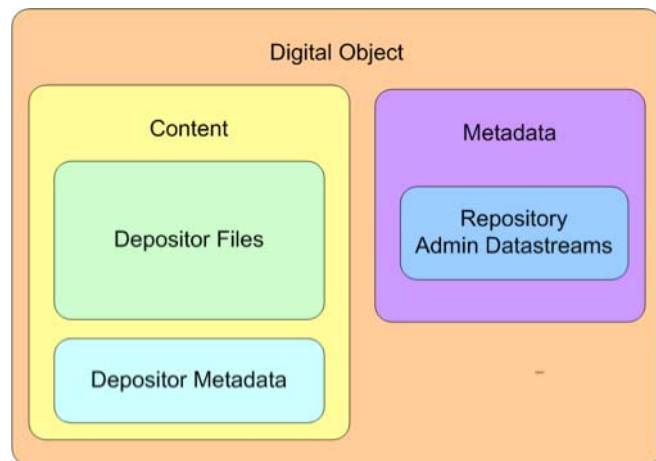 Digital Object
Content
Depositor Files
Depositor Metadata
Metadata
Repository
Admin Datastreams